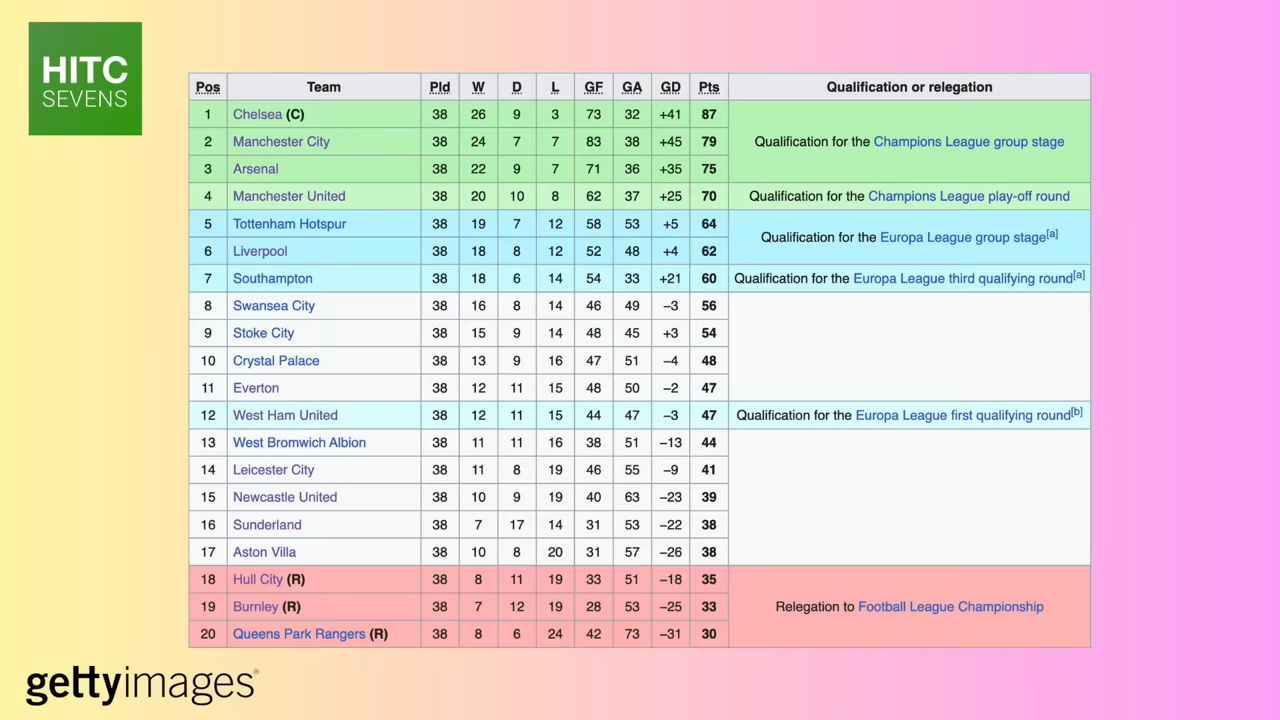 HITC
SEVENS
Pos Team Pld W D L GF GA GD Pts Qualification or relegation
1 Chelsea (C) 38 26 9 3 73 32 +41 87
2 Manchester City 38 24 7 7 83 38 +45 79 Qualification for the Champions League group stage
3 Arsenal 38 22 9 7 71 36 +35 75
4 Manchester United 38 20 10 8 62 37 +25 70 Qualification for the Champions League play-off round
5 Tottenham Hotspur 38 19 7 12 58 53 +5 64
Qualification for the Europa League group stage[a]
6 Liverpool 38 18 8 12 52 48 +4 62
7 Southampton 38 18 6 14 54 33 +21 60 Qualification for the Europa League third qualifying round[a]
8 Swansea City 38 16 8 14 46 49 −3 56
9 Stoke City 38 15 9 14 48 45 +3 54
10 Crystal Palace 38 13 9 16 47 51 −4 48
11 Everton 38 12 11 15 48 50 −2 47
12 West Ham United 38 12 11 15 44 47 −3 47 Qualification for the Europa League first qualifying round[b]
13 West Bromwich Albion 38 11 11 16 38 51 −13 44
14 Leicester City 38 11 8 19 46 55 −9 41
15 Newcastle United 38 10 9 19 40 63 −23 39
16 Sunderland 38 7 17 14 31 53 −22 38
17 Aston Villa 38 10 8 20 31 57 −26 38
18 Hull City (R) 38 8 11 19 33 51 −18 35
19 Burnley (R) 38 7 12 19 28 53 −25 33 Relegation to Football League Championship
20 Queens Park Rangers (R) 38 8 6 24 42 73 −31 30
gettyimages®